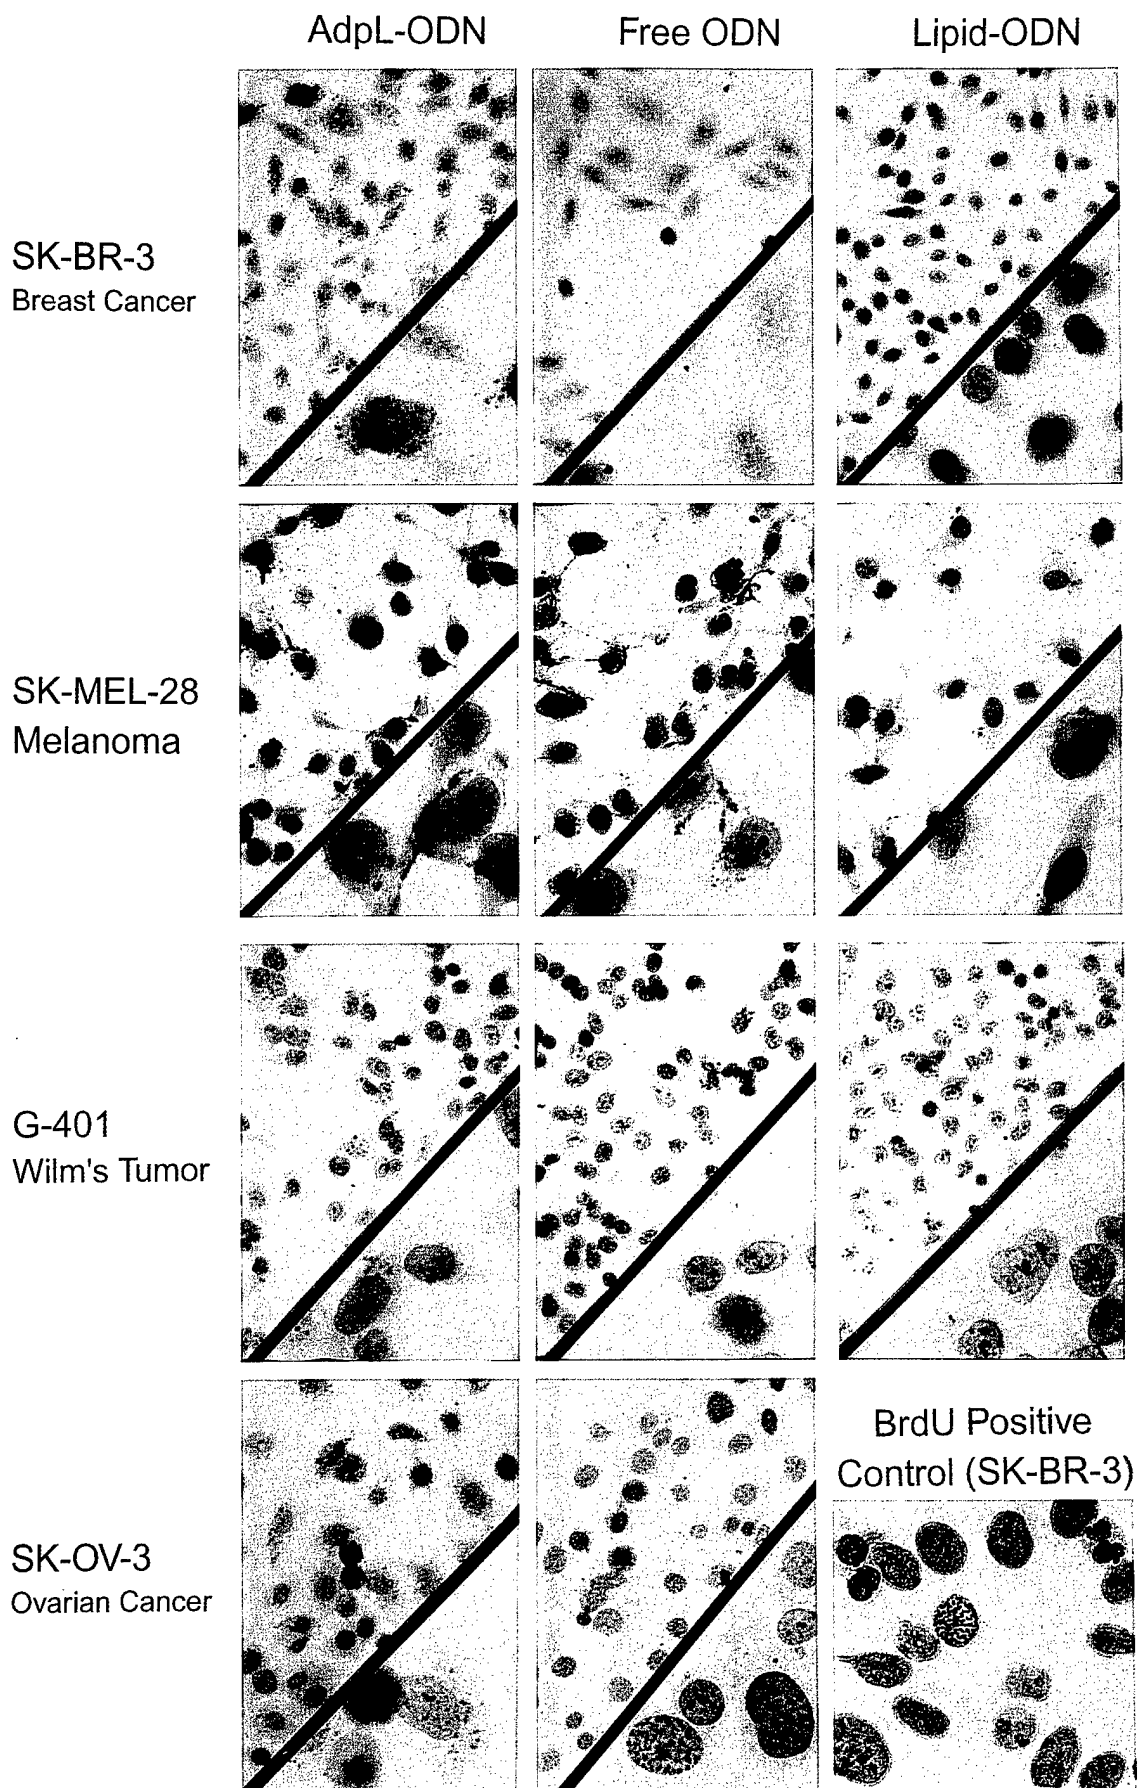 AdpL-ODN Free ODN Lipid-ODN
SK-BR-3
Breast Cancer
SK-MEL-28
Melanoma
G-401
Wilm's Tumor
SK-OV-3
Ovarian Cancer
BrdU Positive
Control (SK-BR-3)